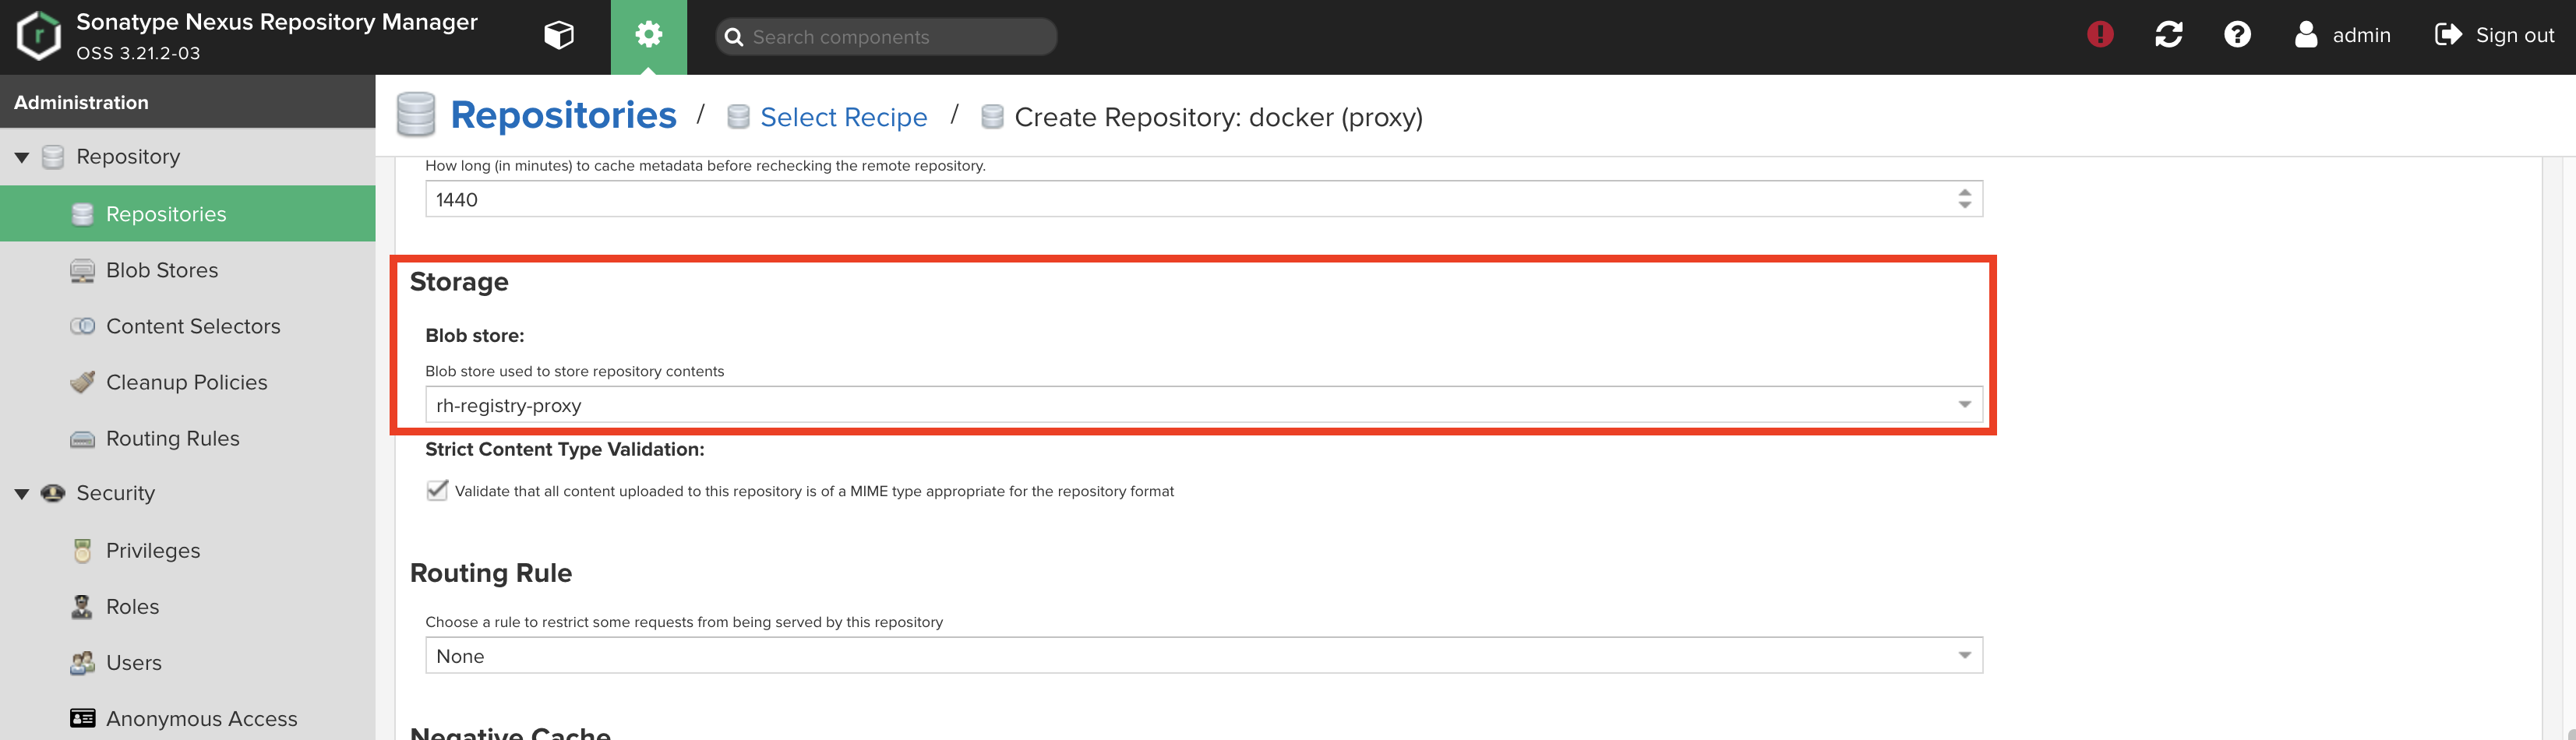 Sonatype Nexus Repository Manager
OSS 3.21.2-03
Search components
admin
Sign out
Administration
Repository
Repositories
Blob Stores
Content Selectors
Cleanup Policies
Routing Rules
Security
Privileges
Roles
Users
Anonymous Access
Repositories / Select Recipe / Create Repository: docker (proxy)
How long (in minutes) to cache metadata before rechecking the remote repository.
1440
Storage
Blob store:
Blob store used to store repository contents
rh-registry-proxy
Strict Content Type Validation:
Validate that all content uploaded to this repository is of a MIME type appropriate for the repository format
Routing Rule
Choose a rule to restrict some requests from being served by this repository
None
Negative Cache